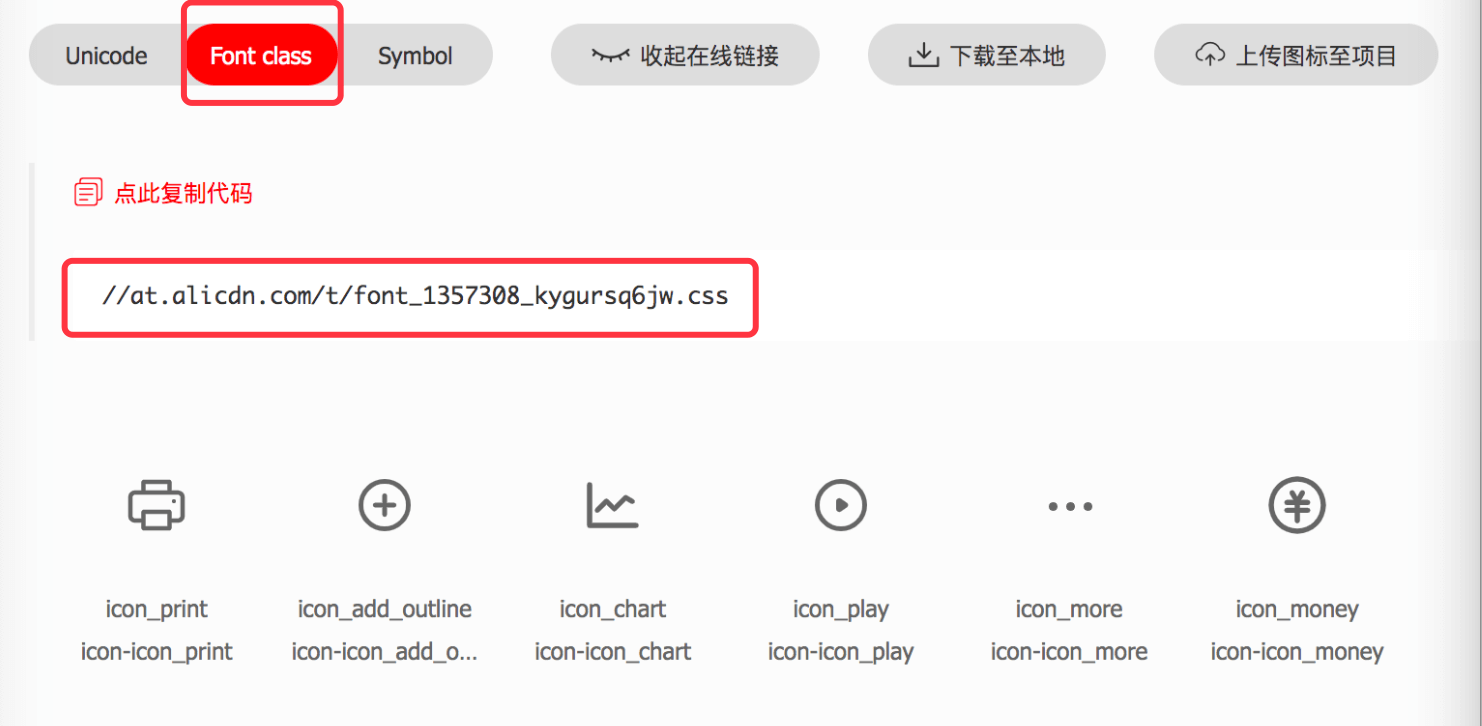 Unicode Font class Symbol 收起在线链接 下载至本地 上传图标至项目
点此复制代码
//at.alicdn.com/t/font_1357308_kygursq6jw.css
icon_print icon_add_outline icon_chart icon_play icon_more icon_money
icon-icon_print icon-icon_add_o... icon-icon_chart icon-icon_play icon-icon_more icon-icon_money